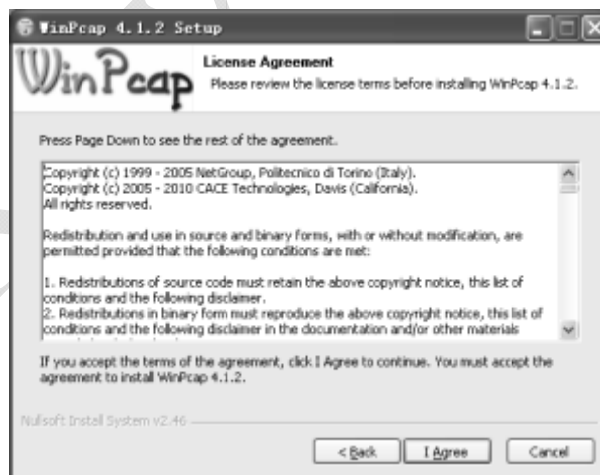 WinPcap 4.1.2 Setup
WinPcap
License Agreement
Please review the license terms before installing WinPcap 4.1.2.
Press Page Down to see the rest of the agreement.
Copyright (c) 1999 - 2005 NetGroup, Politecnico di Torino (Italy).
Copyright (c) 2005 - 2010 CACE Technologies, Davis (California).
All rights reserved.
Redistribution and use in source and binary forms, with or without modification, are
permitted provided that the following conditions are met:
1. Redistributions of source code must retain the above copyright notice, this list of
conditions and the following disclaimer.
2. Redistributions in binary form must reproduce the above copyright notice, this list of
conditions and the following disclaimer in the documentation and/or other materials
If you accept the terms of the agreement, click I Agree to continue. You must accept the
agreement to install WinPcap 4.1.2.
Nullsoft Install System v2.46
< Back
I Agree
Cancel